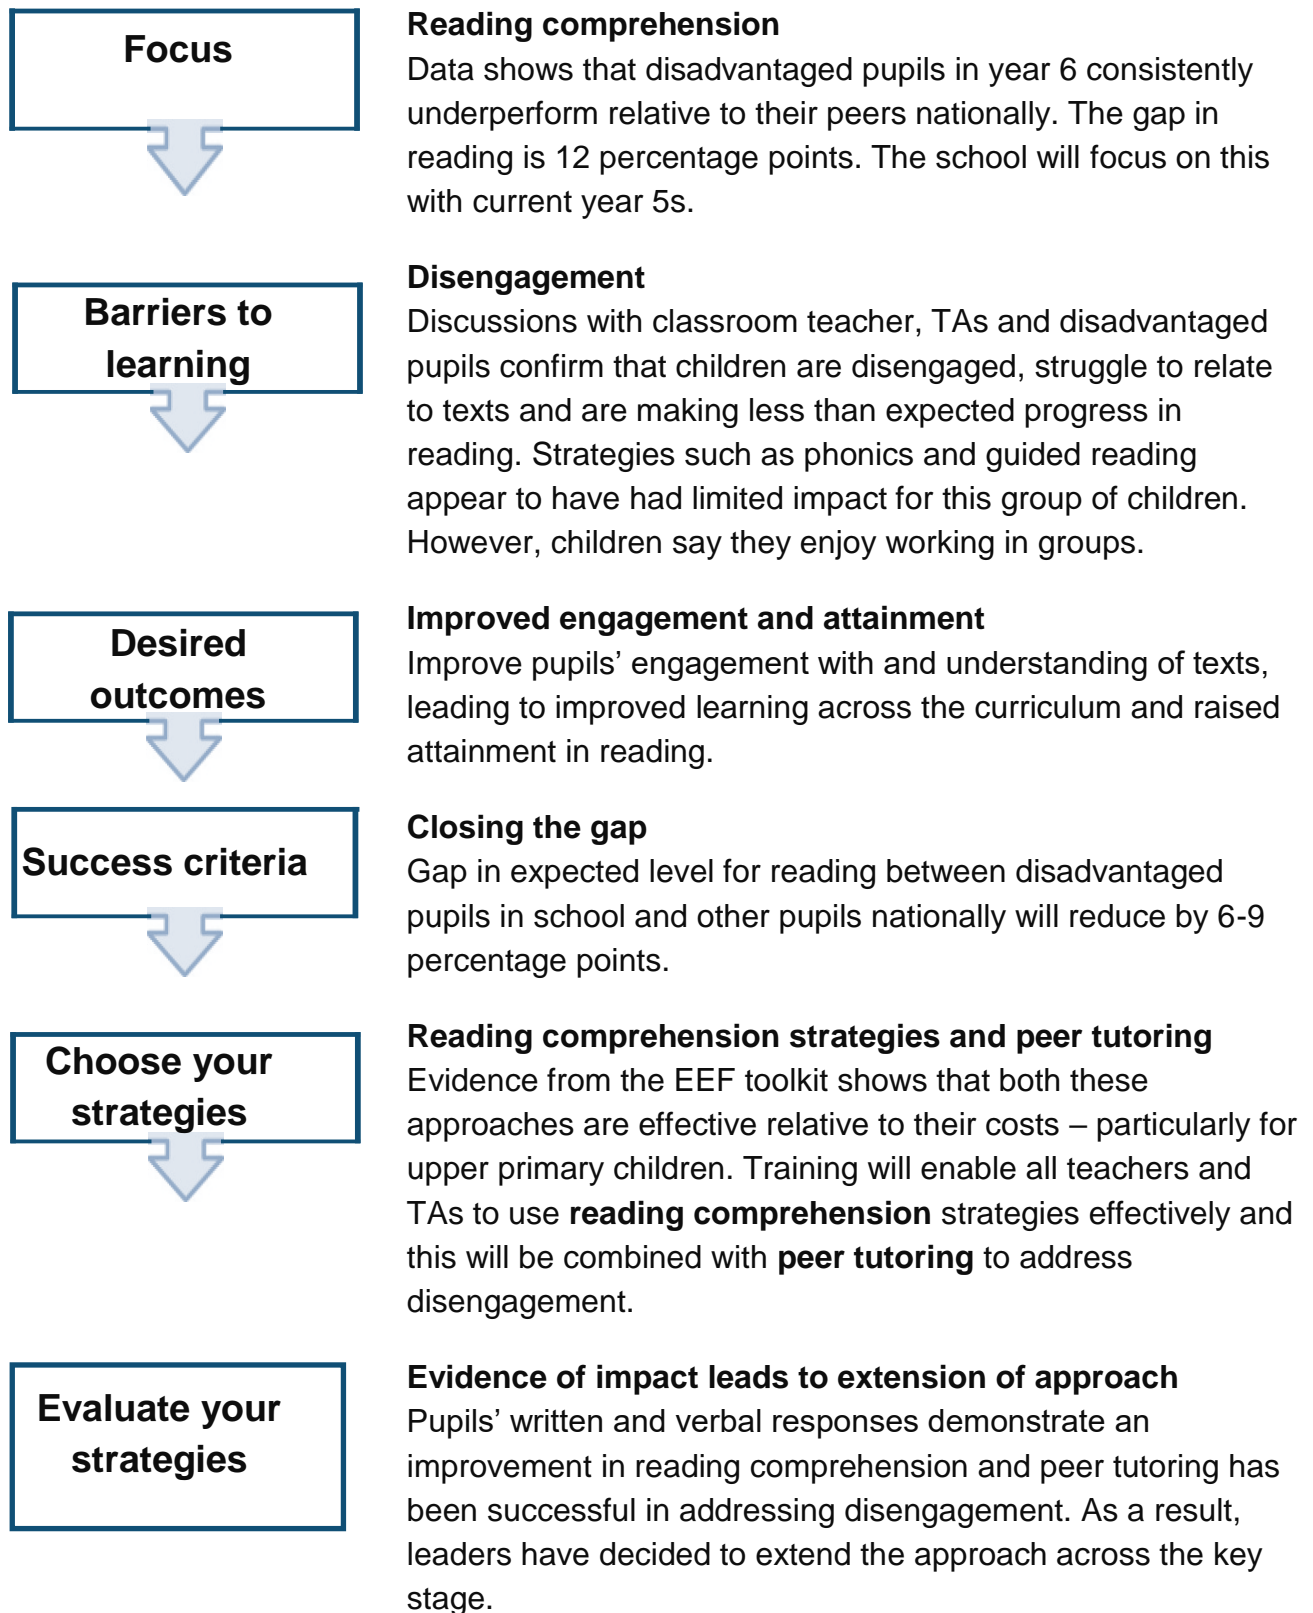 Focus
Reading comprehension
Data shows that disadvantaged pupils in year 6 consistently
underperform relative to their peers nationally. The gap in
reading is 12 percentage points. The school will focus on this
with current year 5s.
Barriers to
learning
Disengagement
Discussions with classroom teacher, TAs and disadvantaged
pupils confirm that children are disengaged, struggle to relate
to texts and are making less than expected progress in
reading. Strategies such as phonics and guided reading
appear to have had limited impact for this group of children.
However, children say they enjoy working in groups.
Desired
outcomes
Improved engagement and attainment
Improve pupils’ engagement with and understanding of texts,
leading to improved learning across the curriculum and raised
attainment in reading.
Success criteria
Closing the gap
Gap in expected level for reading between disadvantaged
pupils in school and other pupils nationally will reduce by 6-9
percentage points.
Choose your
strategies
Reading comprehension strategies and peer tutoring
Evidence from the EEF toolkit shows that both these
approaches are effective relative to their costs – particularly for
upper primary children. Training will enable all teachers and
TAs to use reading comprehension strategies effectively and
this will be combined with peer tutoring to address
disengagement.
Evaluate your
strategies
Evidence of impact leads to extension of approach
Pupils’ written and verbal responses demonstrate an
improvement in reading comprehension and peer tutoring has
been successful in addressing disengagement. As a result,
leaders have decided to extend the approach across the key
stage.